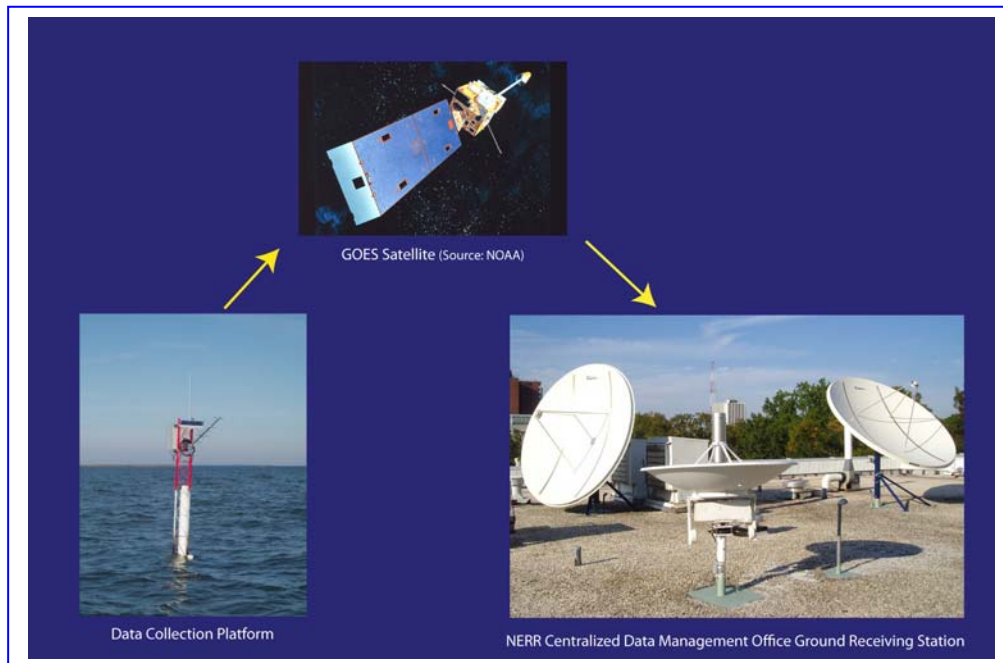 GOES Satellite (Source: NOAA)
Data Collection Platform
NERR Centralized Data Management Office Ground Receiving Station